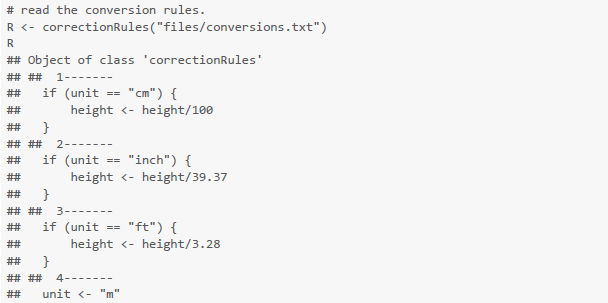 # read the conversion rules.
R <- correctionRules("files/conversions.txt")
R
## Object of class 'correctionRules'
## ##  1-------
##   if (unit == "cm") {
##       height <- height/100
##   }
## ##  2-------
##   if (unit == "inch") {
##       height <- height/39.37
##   }
## ##  3-------
##   if (unit == "ft") {
##       height <- height/3.28
##   }
## ##  4-------
##   unit <- "m"